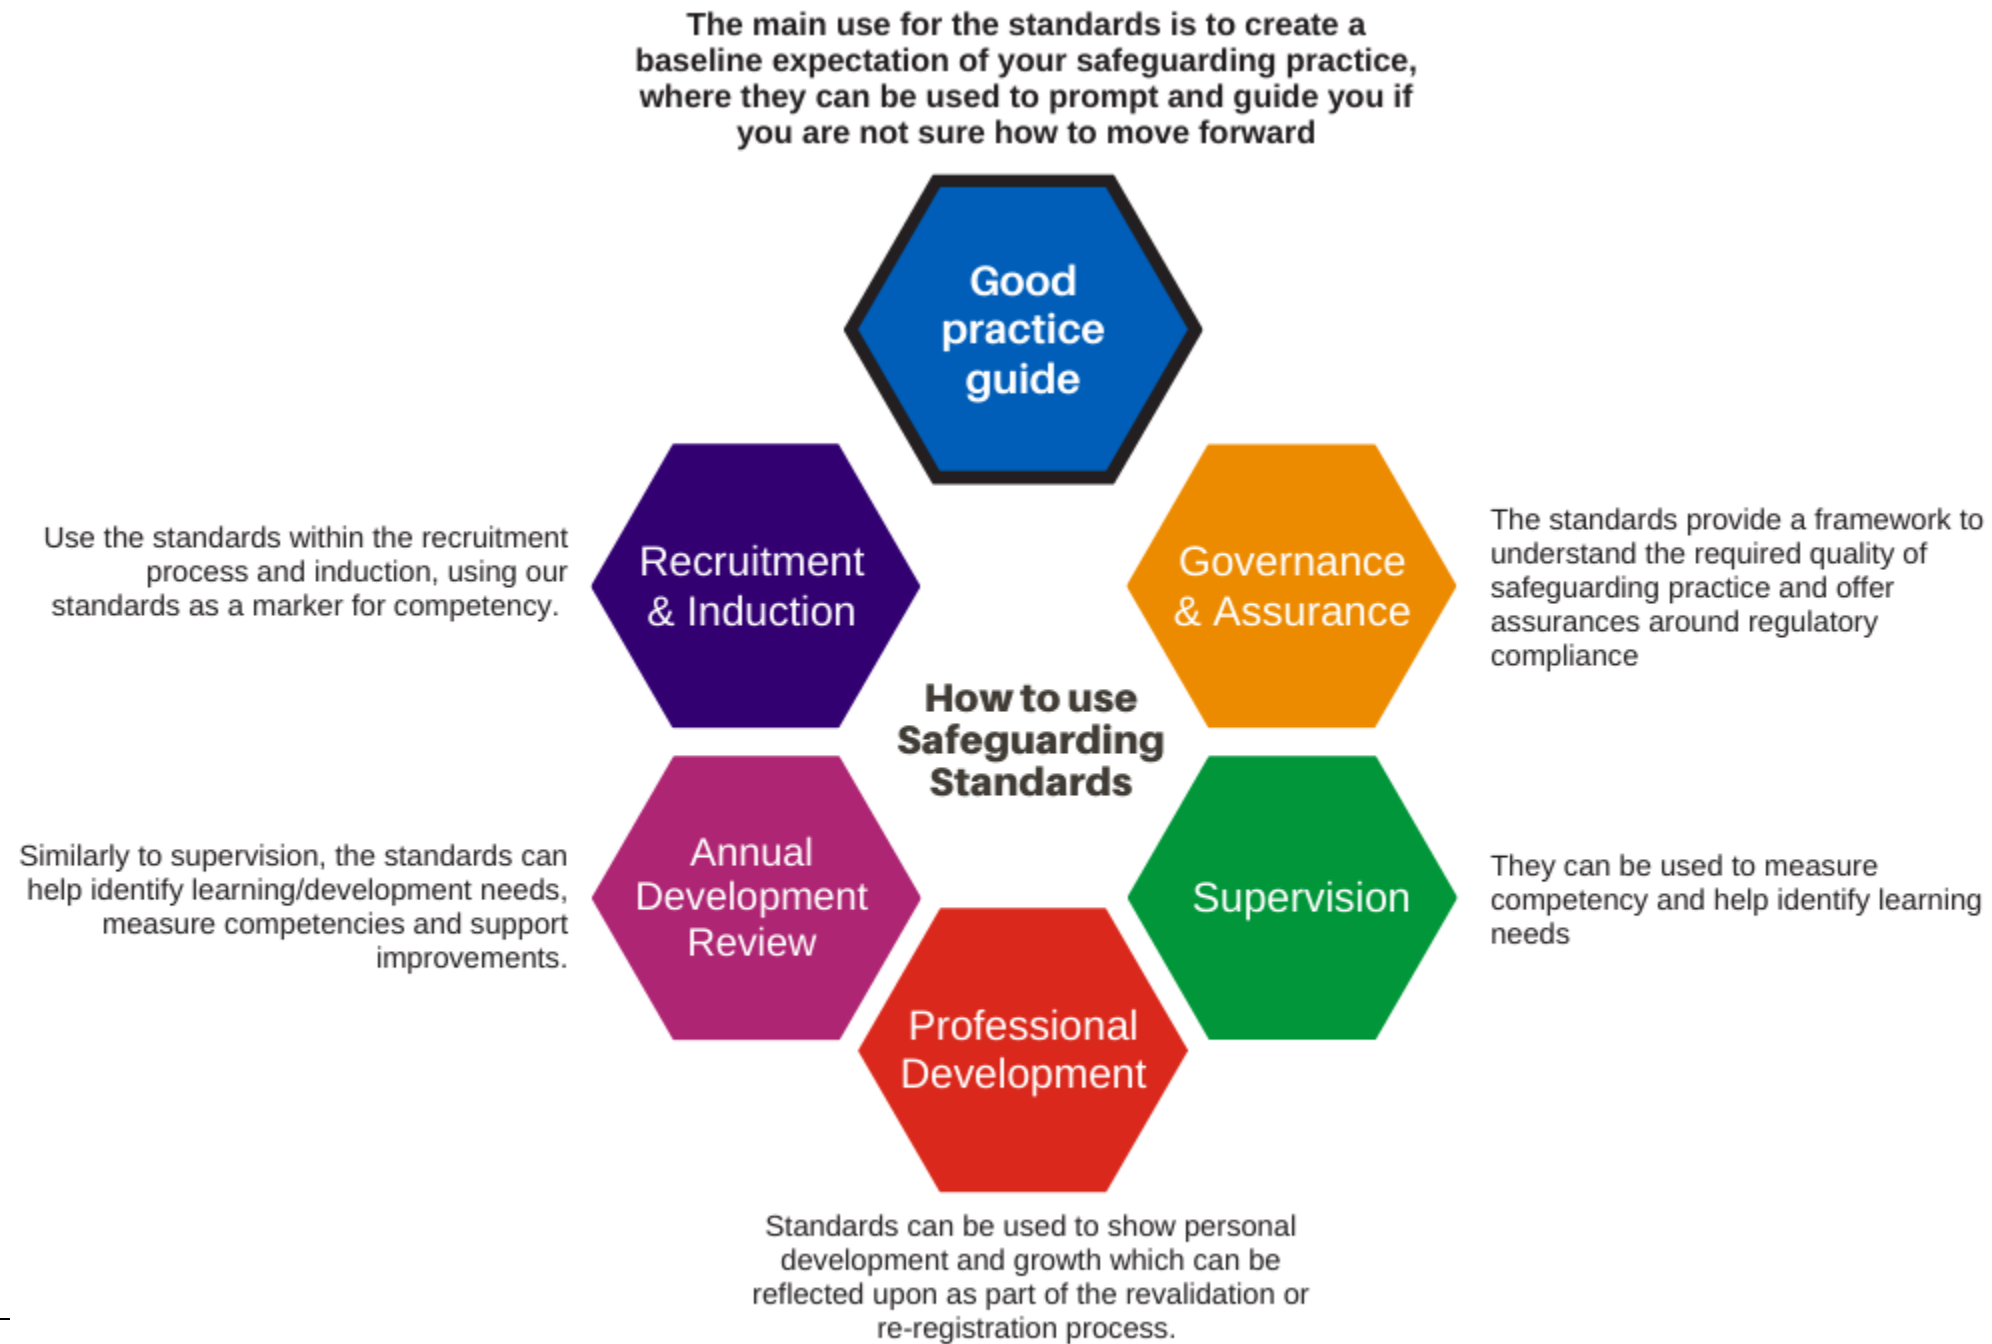 The main use for the standards is to create a
baseline expectation of your safeguarding practice,
where they can be used to prompt and guide you if
you are not sure how to move forward
Good
practice
guide
Recruitment
& Induction
Use the standards within the recruitment
process and induction, using our
standards as a marker for competency.
Governance
& Assurance
The standards provide a framework to
understand the required quality of
safeguarding practice and offer
assurances around regulatory
compliance
How to use
Safeguarding
Standards
Annual
Development
Review
Similarly to supervision, the standards can
help identify learning/development needs,
measure competencies and support
improvements.
Supervision
They can be used to measure
competency and help identify learning
needs
Professional
Development
Standards can be used to show personal
development and growth which can be
reflected upon as part of the revalidation or
re-registration process.